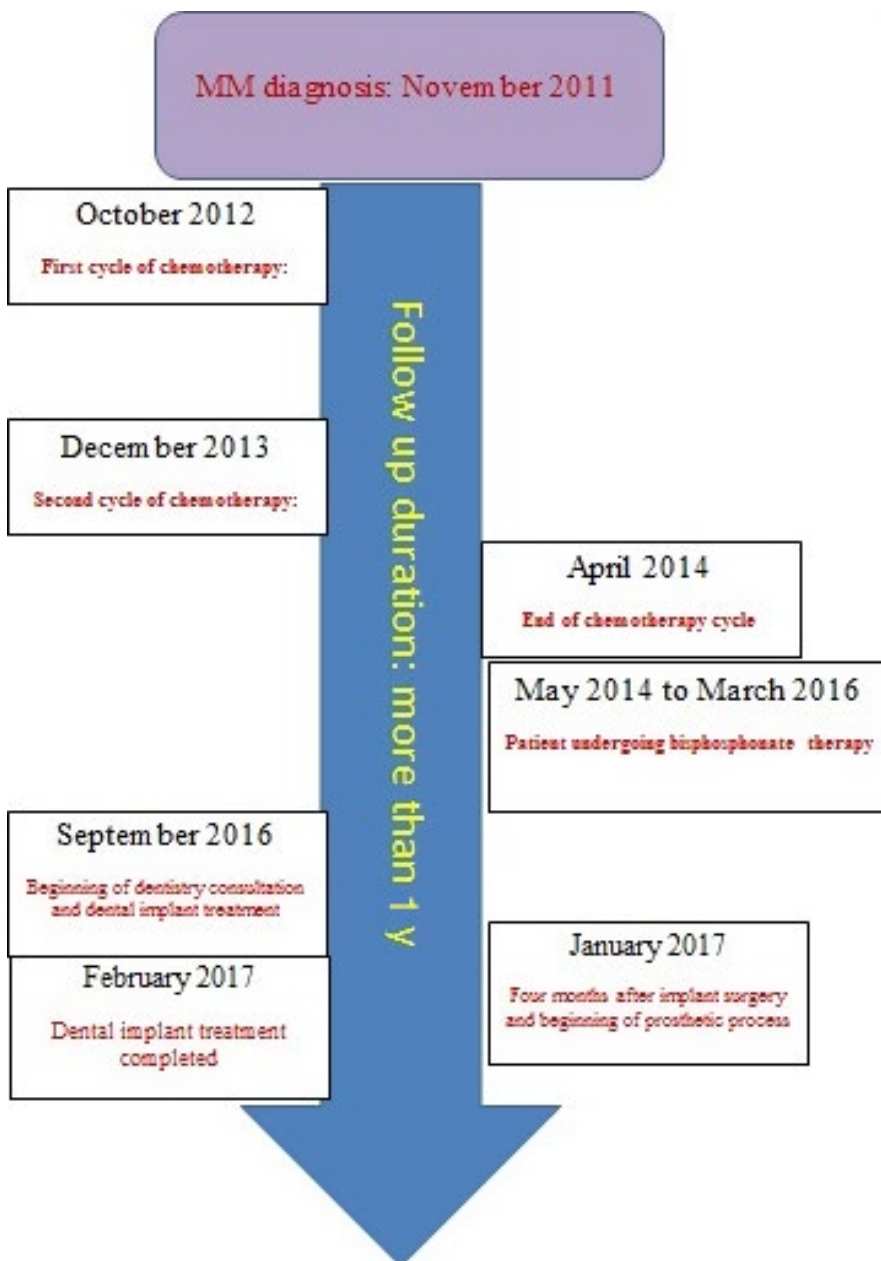 MM diagnosis: November 2011
October 2012
First cycle of chemotherapy:
Follow up duration: more than 1 y
December 2013
Second cycle of chemotherapy:
April 2014
End of chemotherapy cycle
May 2014 to March 2016
Patient undergoing bisphosphonate therapy
September 2016
Beginning of dentistry consultation
and dental implant treatment
January 2017
Four months after implant surgery
and beginning of prosthetic process
February 2017
Dental implant treatment
completed